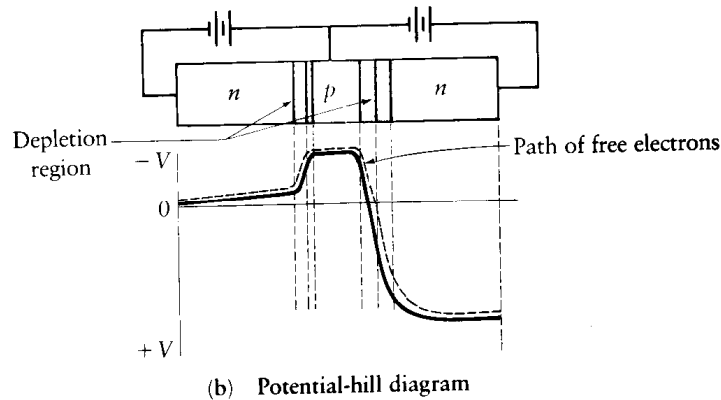 n
p
n
Depletion
region
Path of free electrons
− V
0
+ V
(b) Potential-hill diagram